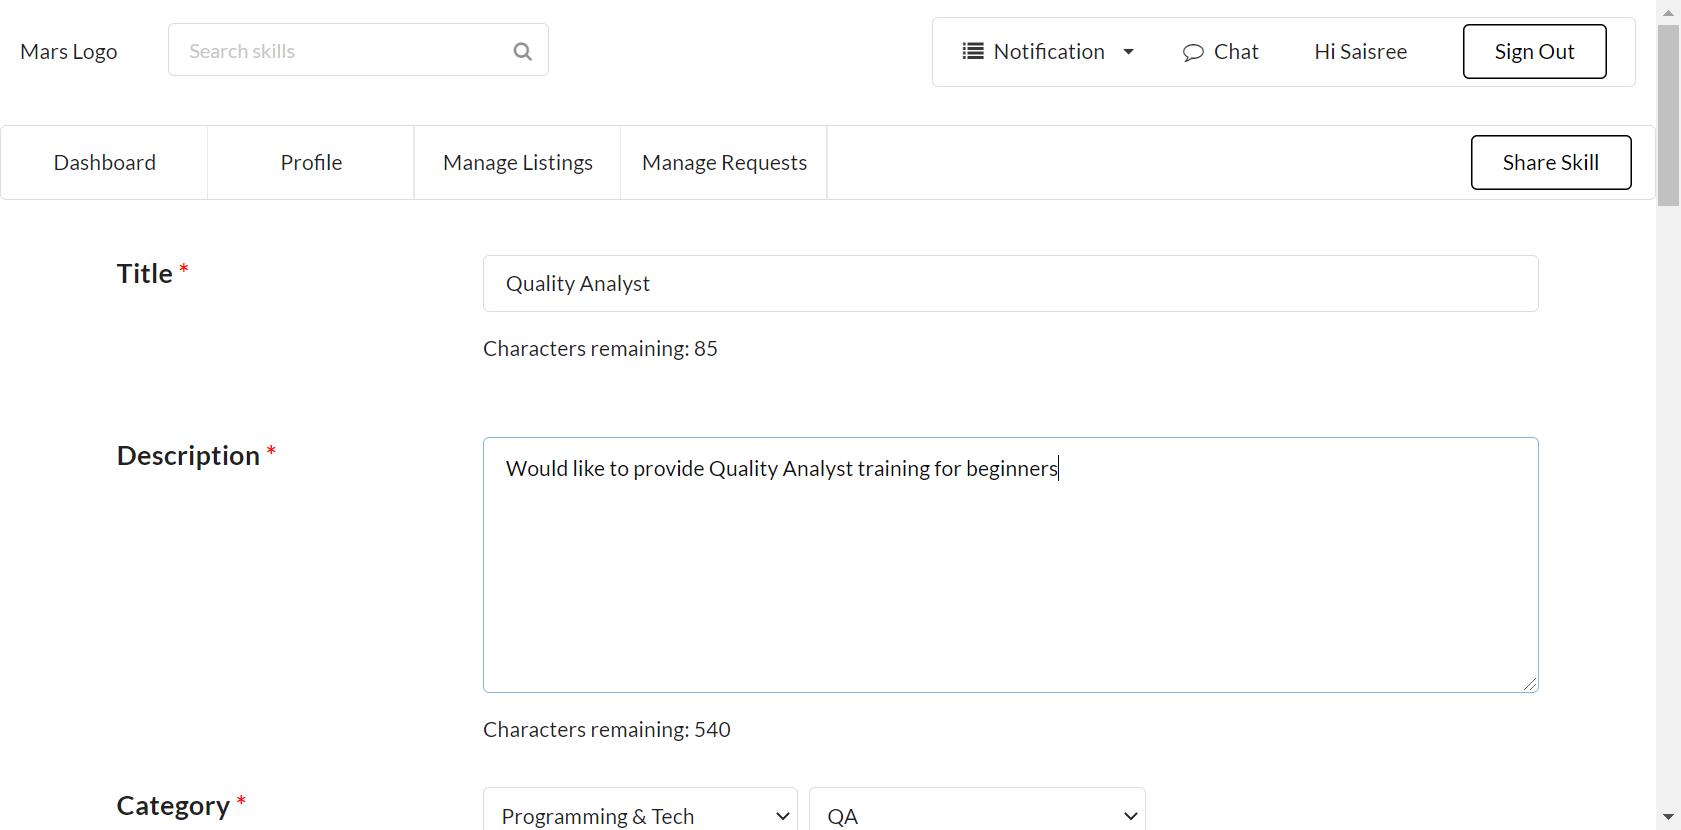 Mars Logo
Search skills
Notification
Chat
Hi Saisree
Sign Out
Dashboard
Profile
Manage Listings
Manage Requests
Share Skill
Title *
Quality Analyst
Characters remaining: 85
Description *
Would like to provide Quality Analyst training for beginners
Characters remaining: 540
Category *
Programming & Tech
QA